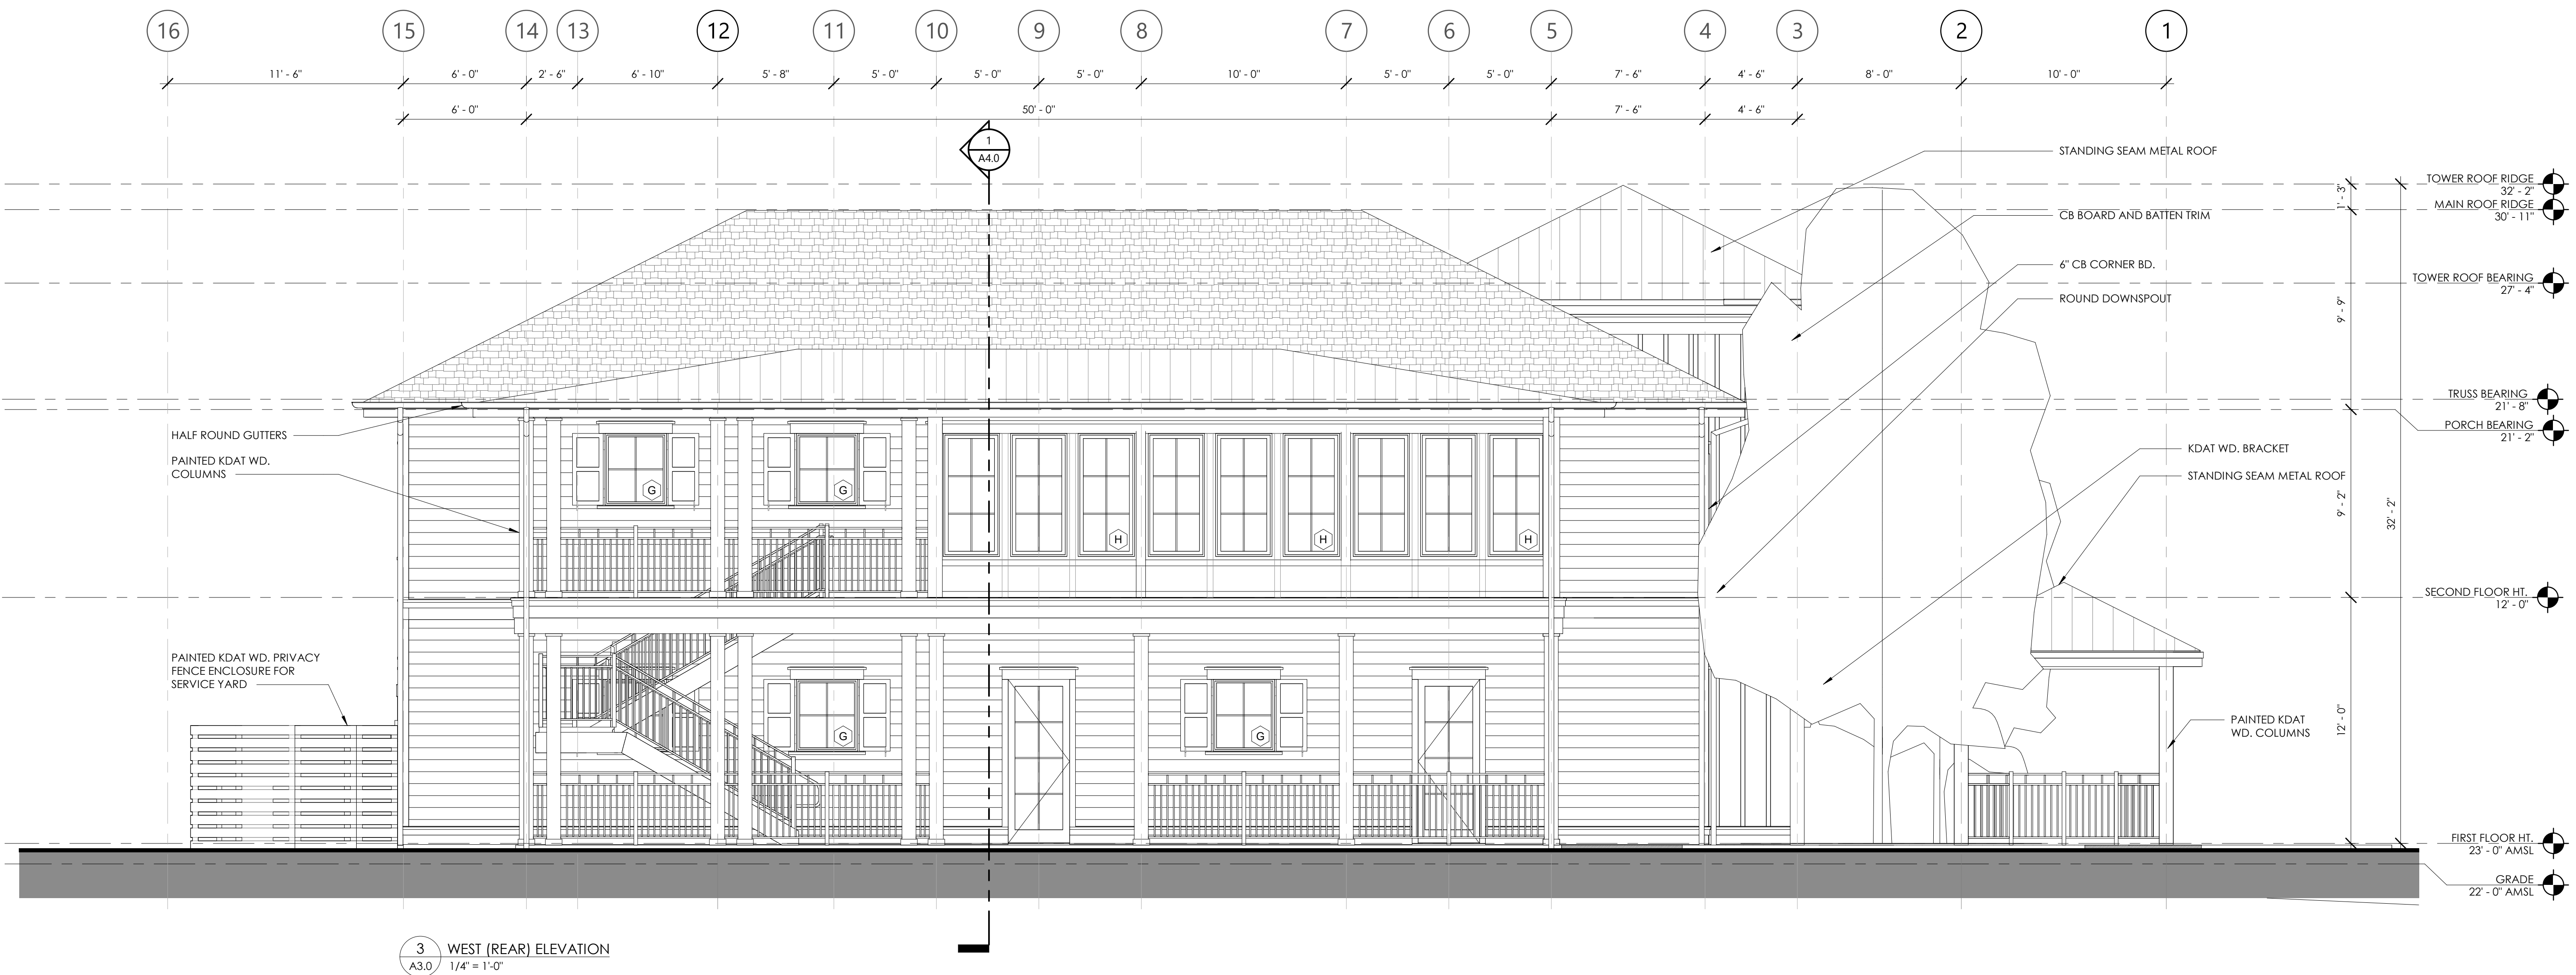 16 15 14 13 12 11 10 9 8 7 6 5 4 3 2 1
11' - 6" 6' - 0" 2' - 6" 6' - 10" 5' - 8" 5' - 0" 5' - 0" 5' - 0" 10' - 0" 5' - 0" 5' - 0" 7' - 6" 4' - 6" 8' - 0" 10' - 0"
6' - 0" 50' - 0" 7' - 6" 4' - 6"
1
A4.0
STANDING SEAM METAL ROOF
CB BOARD AND BATTEN TRIM
6" CB CORNER BD.
ROUND DOWNSPOUT
KDAT WD. BRACKET
STANDING SEAM METAL ROOF
PAINTED KDAT
WD. COLUMNS
HALF ROUND GUTTERS
PAINTED KDAT WD.
COLUMNS
PAINTED KDAT WD. PRIVACY
FENCE ENCLOSURE FOR
SERVICE YARD
G G
H H H
G G
1' - 3"
9' - 9"
9' - 2"
12' - 0"
32' - 2"
TOWER ROOF RIDGE
32' - 2"
MAIN ROOF RIDGE
30' - 11"
TOWER ROOF BEARING
27' - 4"
TRUSS BEARING
21' - 8"
PORCH BEARING
21' - 2"
SECOND FLOOR HT.
12' - 0"
FIRST FLOOR HT.
23' - 0" AMSL
GRADE
22' - 0" AMSL
3 WEST (REAR) ELEVATION
A3.0 1/4" = 1'-0"